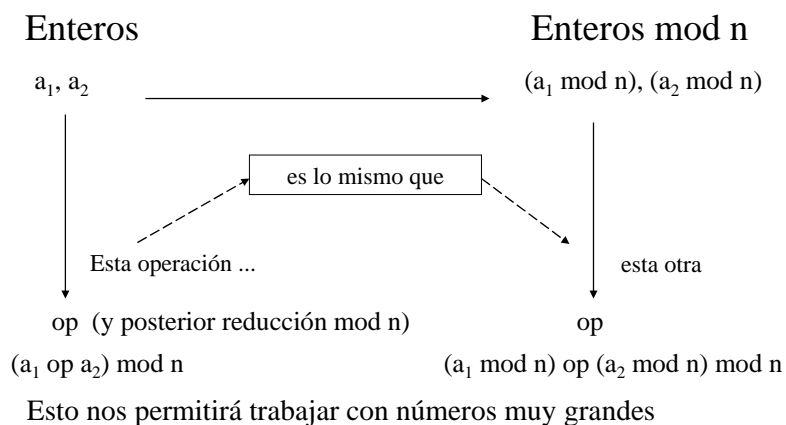 Enteros Enteros mod n
a₁, a₂ (a₁ mod n), (a₂ mod n)
es lo mismo que
Esta operación ... esta otra
op (y posterior reducción mod n) op
(a₁ op a₂) mod n (a₁ mod n) op (a₂ mod n) mod n
Esto nos permitirá trabajar con números muy grandes